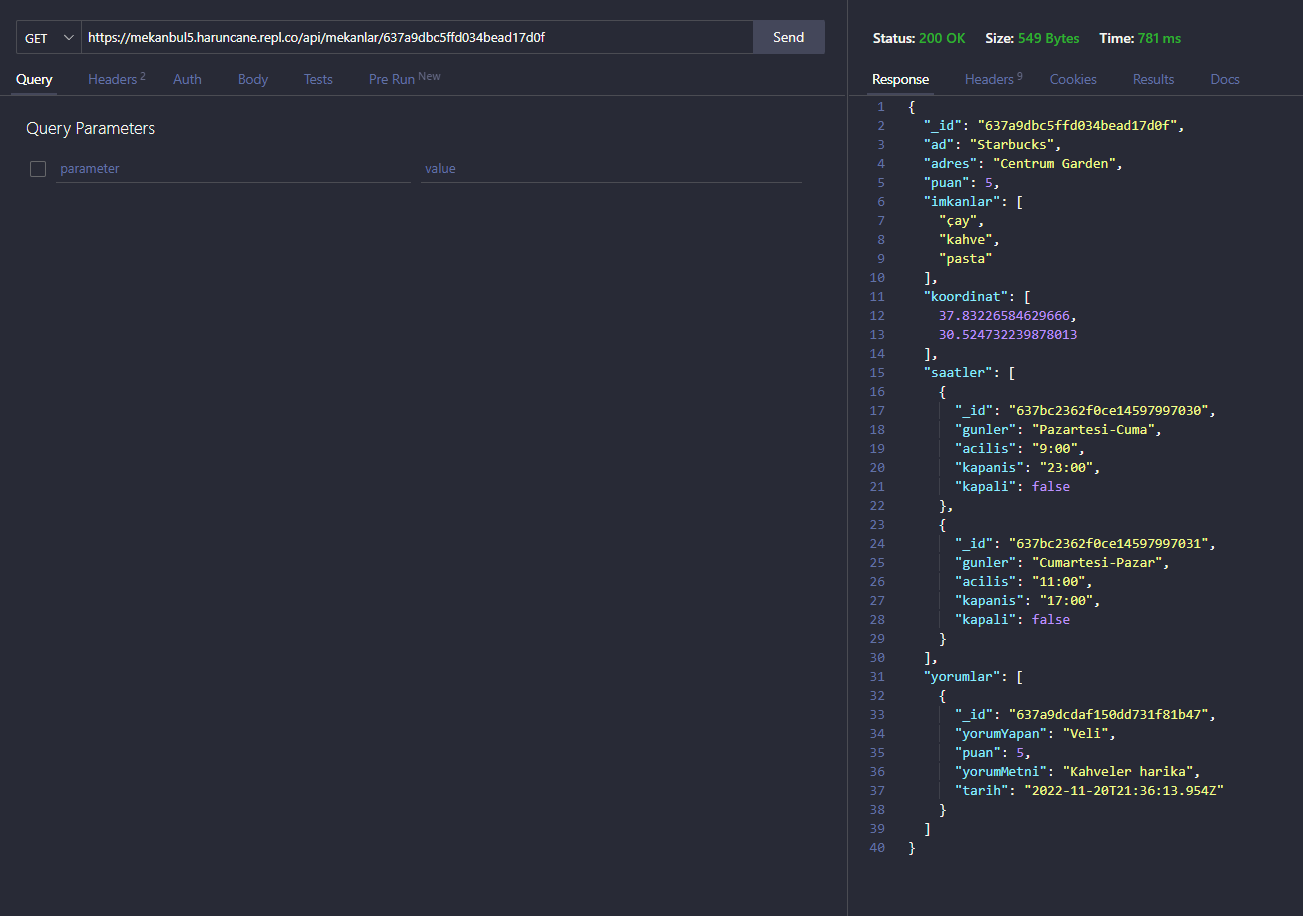 GET https://mekanbul5.haruncane.repl.co/api/mekanlar/637a9dbc5ffd034bead17d0f Send
Query Headers 2 Auth Body Tests Pre Run New
Query Parameters
parameter value
Status: 200 OK Size: 549 Bytes Time: 781 ms
Response Headers 9 Cookies Results Docs
1 {
2 "_id": "637a9dbc5ffd034bead17d0f",
3 "ad": "Starbucks",
4 "adres": "Centrum Garden",
5 "puan": 5,
6 "imkanlar": [
7 "çay",
8 "kahve",
9 "pasta"
10 ],
11 "koordinat": [
12 37.83226584629666,
13 30.524732239878013
14 ],
15 "saatler": [
16 {
17 "_id": "637bc2362f0ce14597997030",
18 "gunler": "Pazartesi-Cuma",
19 "acilis": "9:00",
20 "kapanis": "23:00",
21 "kapali": false
22 },
23 {
24 "_id": "637bc2362f0ce14597997031",
25 "gunler": "Cumartesi-Pazar",
26 "acilis": "11:00",
27 "kapanis": "17:00",
28 "kapali": false
29 }
30 ],
31 "yorumlar": [
32 {
33 "_id": "637a9dcdaf150dd731f81b47",
34 "yorumYapan": "Veli",
35 "puan": 5,
36 "yorumMetni": "Kahveler harika",
37 "tarih": "2022-11-20T21:36:13.954Z"
38 }
39 ]
40 }